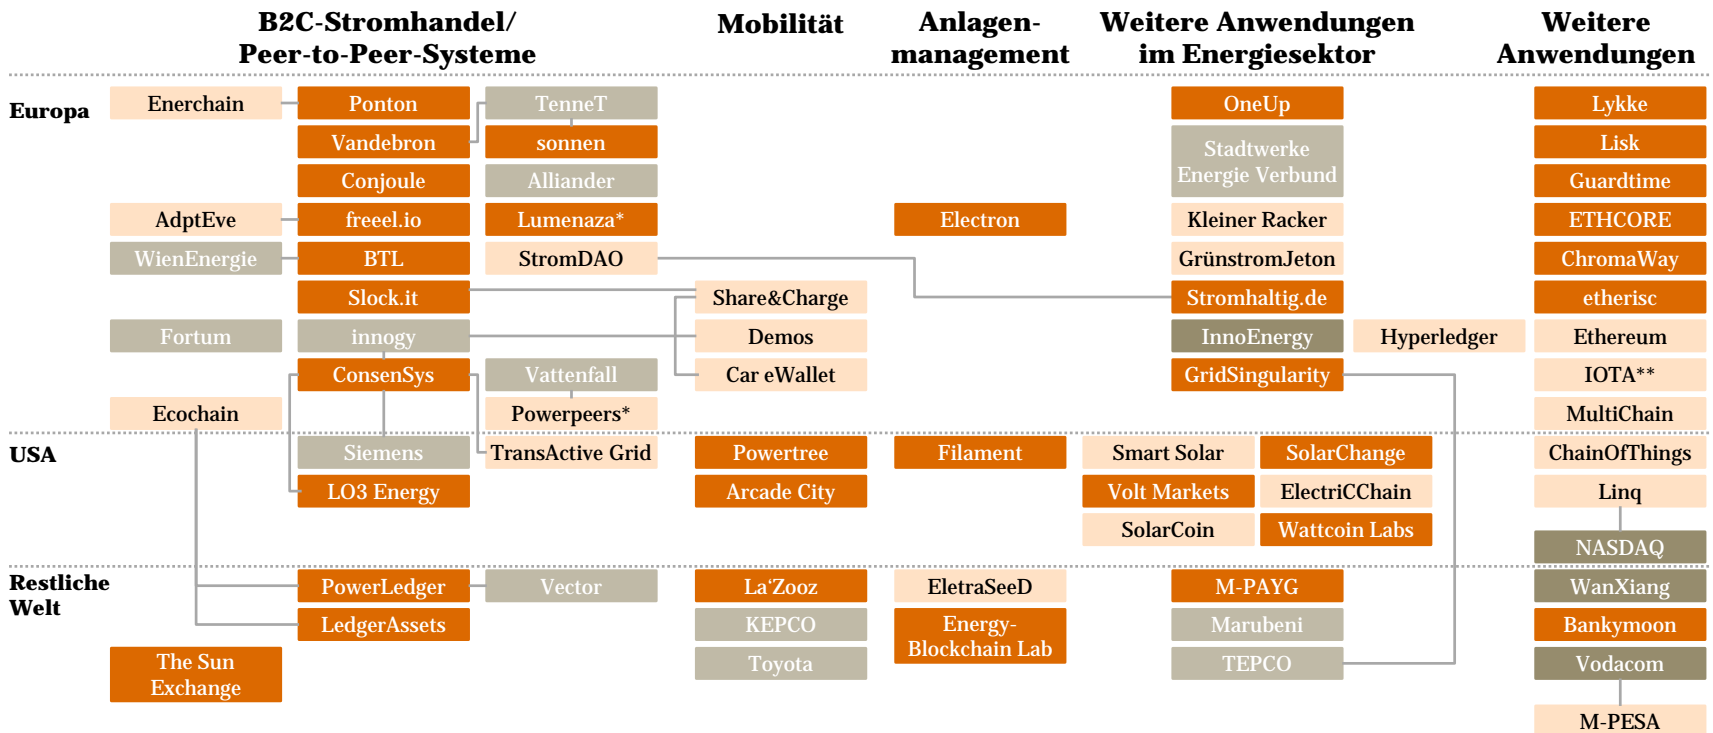 B2C-Stromhandel/
Peer-to-Peer-Systeme
Mobilität
Anlagen-
management
Weitere Anwendungen
im Energiesektor
Weitere
Anwendungen
Europa
Enerchain
Ponton
TenneT
OneUp
Lykke
Vandebron
sonnen
Stadtwerke
Energie Verbund
Lisk
Conjoule
Alliander
Guardtime
AdptEve
freeel.io
Lumenaza*
Electron
Kleiner Racker
ETHCORE
WienEnergie
BTL
StromDAO
GrünstromJeton
ChromaWay
Slock.it
Share&Charge
Stromhaltig.de
etherisc
Fortum
innogy
Demos
InnoEnergy
Hyperledger
Ethereum
ConsenSys
Vattenfall
Car eWallet
GridSingularity
IOTA**
Ecochain
Powerpeers*
MultiChain
USA
Siemens
TransActive Grid
Powertree
Filament
Smart Solar
SolarChange
ChainOfThings
LO3 Energy
Arcade City
Volt Markets
ElectriCChain
Linq
SolarCoin
Wattcoin Labs
NASDAQ
Restliche
Welt
PowerLedger
Vector
La‘Zooz
EletraSeeD
M-PAYG
WanXiang
LedgerAssets
KEPCO
Energy-
Blockchain Lab
Marubeni
Bankymoon
The Sun
Exchange
Toyota
TEPCO
Vodacom
M-PESA